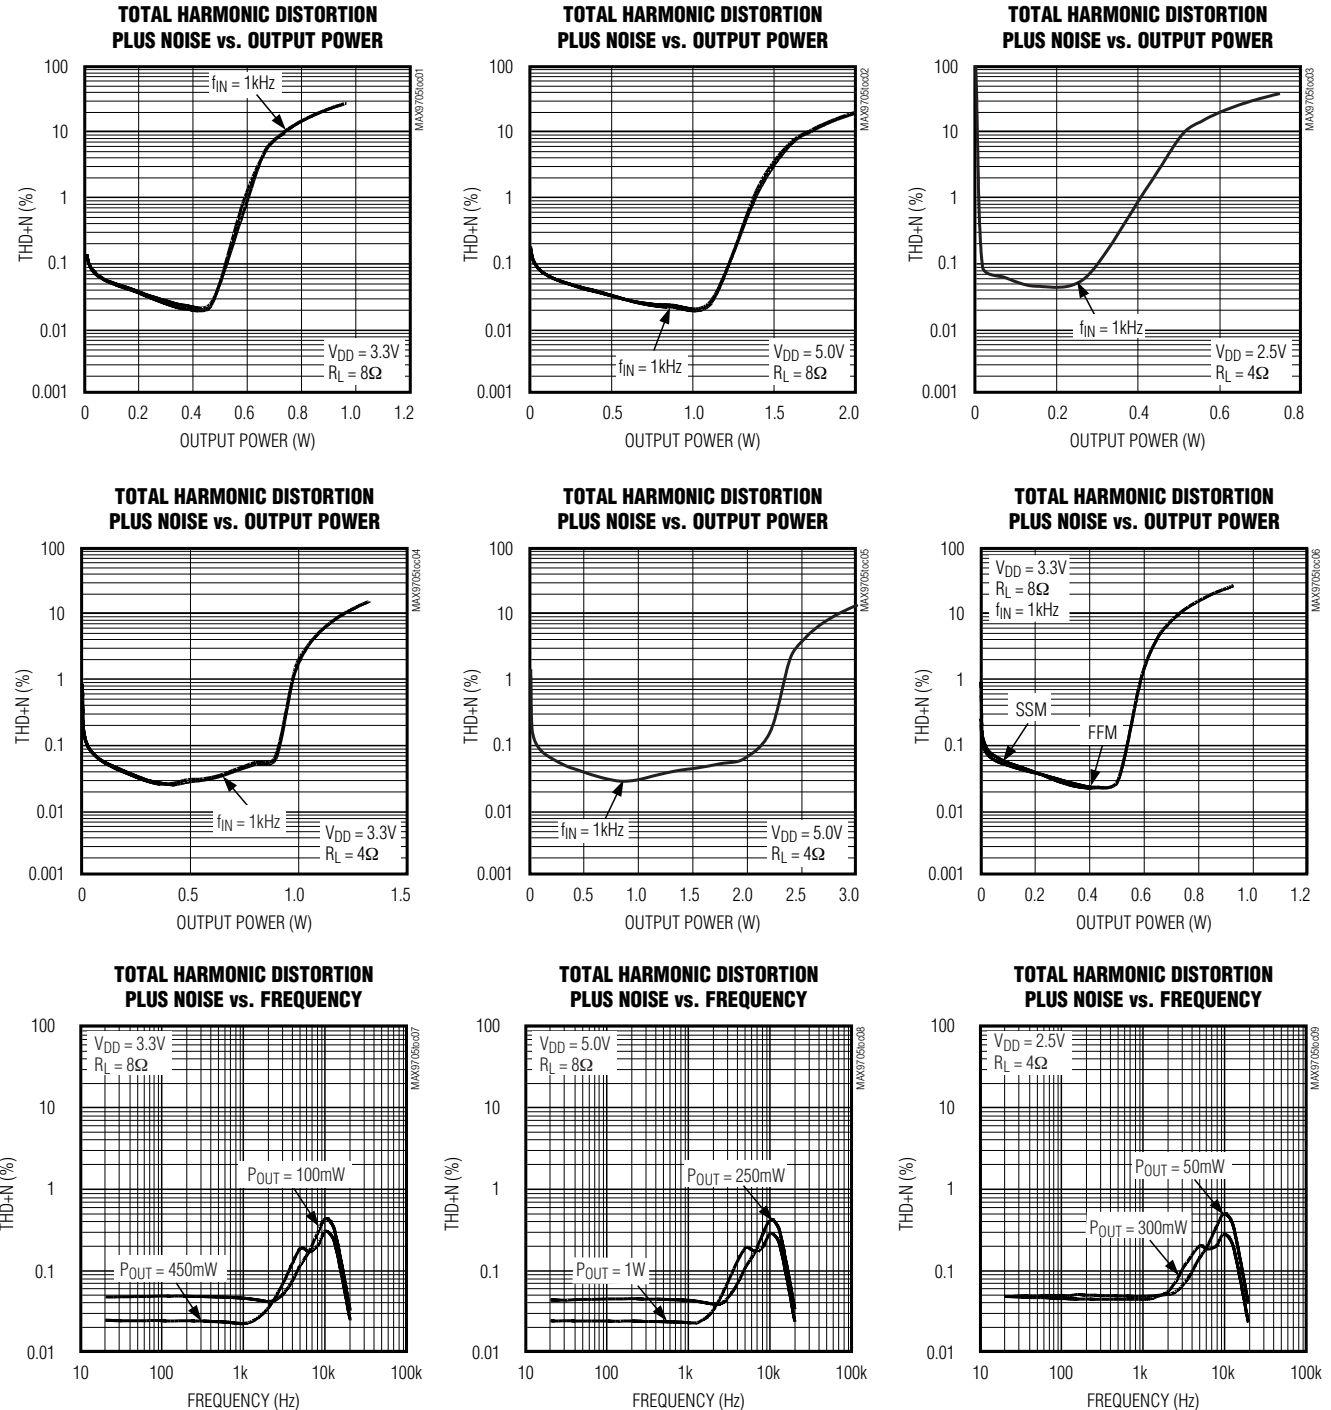 TOTAL HARMONIC DISTORTION
PLUS NOISE vs. OUTPUT POWER
MAX9705toc01
THD+N (%)
100
10
1
0.1
0.01
0.001
fIN = 1kHz
VDD = 3.3V
RL = 8Ω
0 0.2 0.4 0.6 0.8 1.0 1.2
OUTPUT POWER (W)
TOTAL HARMONIC DISTORTION
PLUS NOISE vs. OUTPUT POWER
MAX9705toc02
THD+N (%)
100
10
1
0.1
0.01
0.001
fIN = 1kHz
VDD = 5.0V
RL = 8Ω
0 0.5 1.0 1.5 2.0
OUTPUT POWER (W)
TOTAL HARMONIC DISTORTION
PLUS NOISE vs. OUTPUT POWER
MAX9705toc03
THD+N (%)
100
10
1
0.1
0.01
0.001
fIN = 1kHz
VDD = 2.5V
RL = 4Ω
0 0.2 0.4 0.6 0.8
OUTPUT POWER (W)
TOTAL HARMONIC DISTORTION
PLUS NOISE vs. OUTPUT POWER
MAX9705toc04
THD+N (%)
100
10
1
0.1
0.01
0.001
fIN = 1kHz
VDD = 3.3V
RL = 4Ω
0 0.5 1.0 1.5
OUTPUT POWER (W)
TOTAL HARMONIC DISTORTION
PLUS NOISE vs. OUTPUT POWER
MAX9705toc05
THD+N (%)
100
10
1
0.1
0.01
0.001
fIN = 1kHz
VDD = 5.0V
RL = 4Ω
0 0.5 1.0 1.5 2.0 2.5 3.0
OUTPUT POWER (W)
TOTAL HARMONIC DISTORTION
PLUS NOISE vs. OUTPUT POWER
MAX9705toc06
THD+N (%)
100
10
1
0.1
0.01
0.001
VDD = 3.3V
RL = 8Ω
fIN = 1kHz
SSM
FFM
0 0.2 0.4 0.6 0.8 1.0 1.2
OUTPUT POWER (W)
TOTAL HARMONIC DISTORTION
PLUS NOISE vs. FREQUENCY
MAX9705toc07
THD+N (%)
100
10
1
0.1
0.01
VDD = 3.3V
RL = 8Ω
POUT = 100mW
POUT = 450mW
10 100 1k 10k 100k
FREQUENCY (Hz)
TOTAL HARMONIC DISTORTION
PLUS NOISE vs. FREQUENCY
MAX9705toc08
THD+N (%)
100
10
1
0.1
0.01
VDD = 5.0V
RL = 8Ω
POUT = 250mW
POUT = 1W
10 100 1k 10k 100k
FREQUENCY (Hz)
TOTAL HARMONIC DISTORTION
PLUS NOISE vs. FREQUENCY
MAX9705toc09
THD+N (%)
100
10
1
0.1
0.01
VDD = 2.5V
RL = 4Ω
POUT = 50mW
POUT = 300mW
10 100 1k 10k 100k
FREQUENCY (Hz)